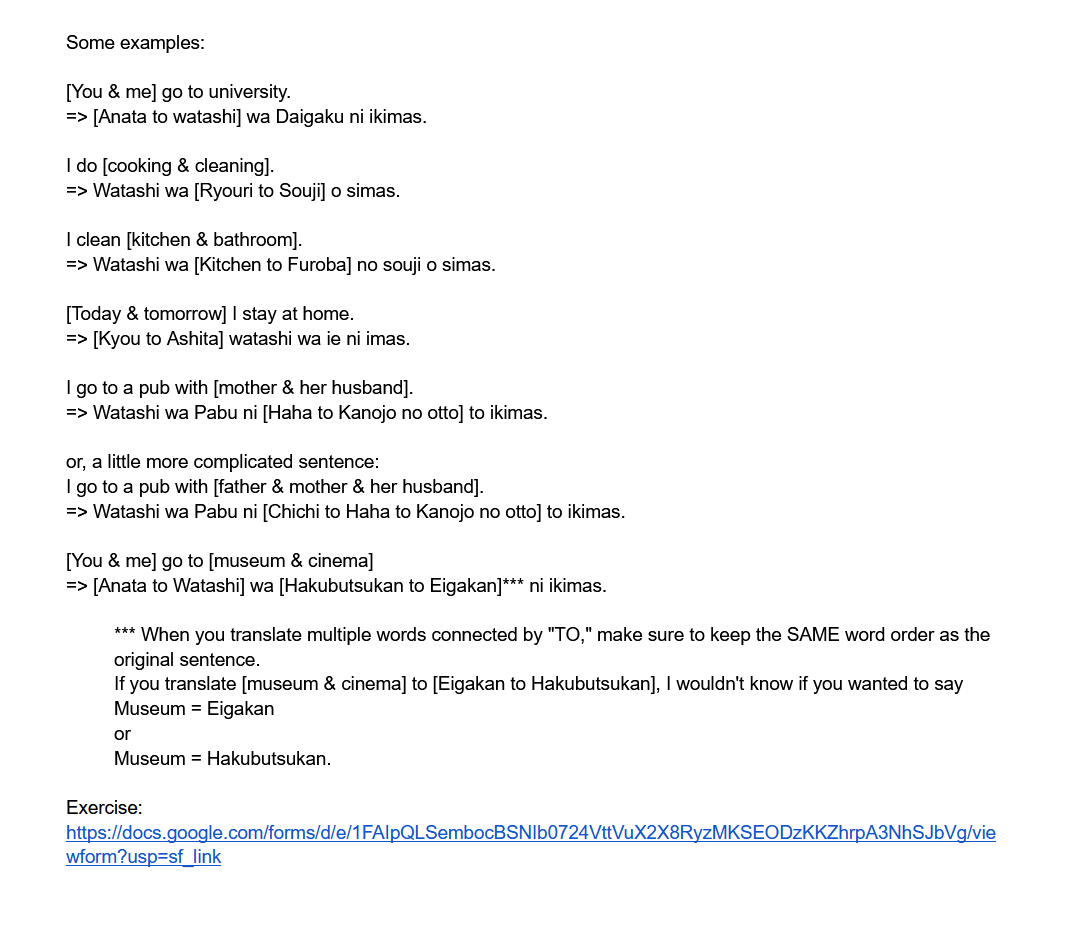 Some examples:
[You & me] go to university.
=> [Anata to watashi] wa Daigaku ni ikimas.
I do [cooking & cleaning].
=> Watashi wa [Ryouri to Souji] o simas.
I clean [kitchen & bathroom].
=> Watashi wa [Kitchen to Furoba] no souji o simas.
[Today & tomorrow] I stay at home.
=> [Kyou to Ashita] watashi wa ie ni imas.
I go to a pub with [mother & her husband].
=> Watashi wa Pabu ni [Haha to Kanojo no otto] to ikimas.
or, a little more complicated sentence:
I go to a pub with [father & mother & her husband].
=> Watashi wa Pabu ni [Chichi to Haha to Kanojo no otto] to ikimas.
[You & me] go to [museum & cinema]
=> [Anata to Watashi] wa [Hakubutsukan to Eigakan]*** ni ikimas.
*** When you translate multiple words connected by "TO," make sure to keep the SAME word order as the
original sentence.
If you translate [museum & cinema] to [Eigakan to Hakubutsukan], I wouldn't know if you wanted to say
Museum = Eigakan
or
Museum = Hakubutsukan.
Exercise:
https://docs.google.com/forms/d/e/1FAIpQLSembocBSNIb0724VttVuX2X8RyzMKSEODzKKZhrpA3NhSJbVg/vie
wform?usp=sf_link